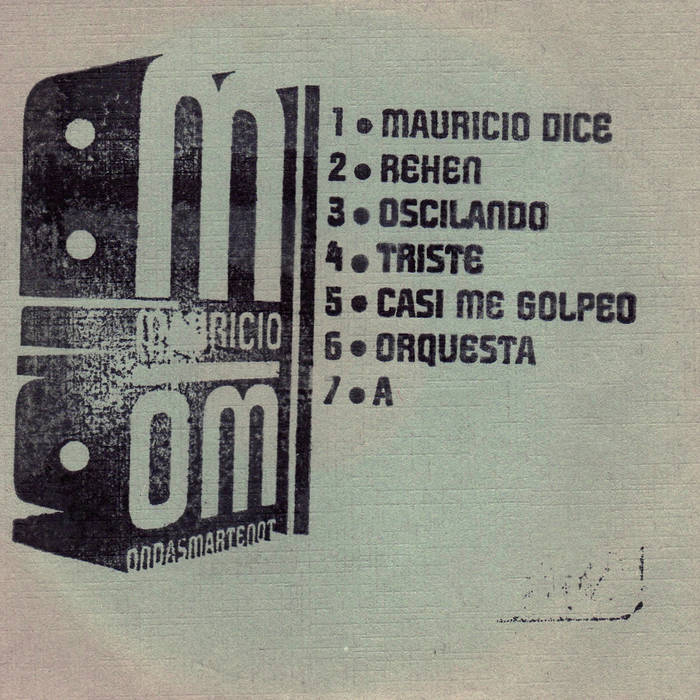 m
MAURICIO
om
ONDASMARTENOT
1 • MAURICIO DICE
2 • REHEN
3 • OSCILANDO
4 • TRISTE
5 • CASI ME GOLPEO
6 • ORQUESTA
7 • A